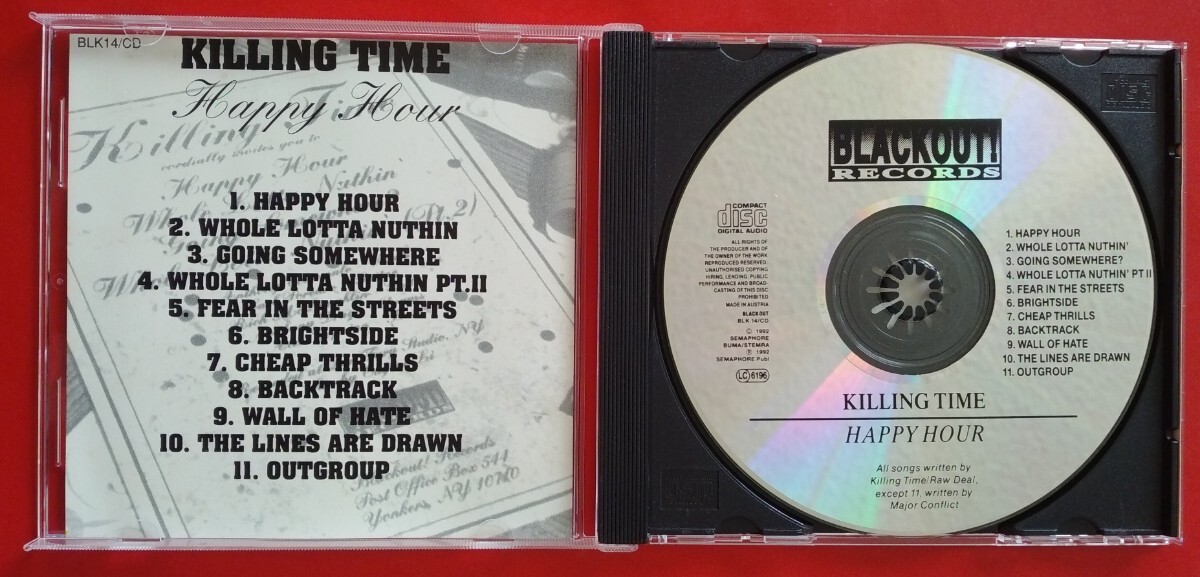 BLK14/CD
KILLING TIME
Happy Hour
Killing Time
cordially invites you to
Happy Hour
1. HAPPY HOUR
2. WHOLE LOTTA NUTHIN
3. GOING SOMEWHERE
4. WHOLE LOTTA NUTHIN PT.II
5. FEAR IN THE STREETS
6. BRIGHTSIDE
7. CHEAP THRILLS
8. BACKTRACK
9. WALL OF HATE
10. THE LINES ARE DRAWN
11. OUTGROUP
Blackout! Records
Post Office Box 544
Yonkers, NY 10710
BLACKOUT!
RECORDS
COMPACT
disc
DIGITAL AUDIO
ALL RIGHTS OF
THE PRODUCER AND OF
THE OWNER OF THE WORK
REPRODUCED RESERVED.
UNAUTHORISED COPYING
HIRING, LENDING, PUBLIC
PERFORMANCE AND BROAD-
CASTING OF THIS DISC
PROHIBITED
MADE IN AUSTRIA
BLACK OUT
BLK-14/CD
© 1992
SEMAPHORE
BUMA/STEMRA
℗ 1992
SEMAPHORE Publ
LC 6196
1. HAPPY HOUR
2. WHOLE LOTTA NUTHIN'
3. GOING SOMEWHERE?
4. WHOLE LOTTA NUTHIN' PT II
5. FEAR IN THE STREETS
6. BRIGHTSIDE
7. CHEAP THRILLS
8. BACKTRACK
9. WALL OF HATE
10. THE LINES ARE DRAWN
11. OUTGROUP
KILLING TIME
HAPPY HOUR
All songs written by
Killing Time/Raw Deal,
except 11, written by
Major Conflict